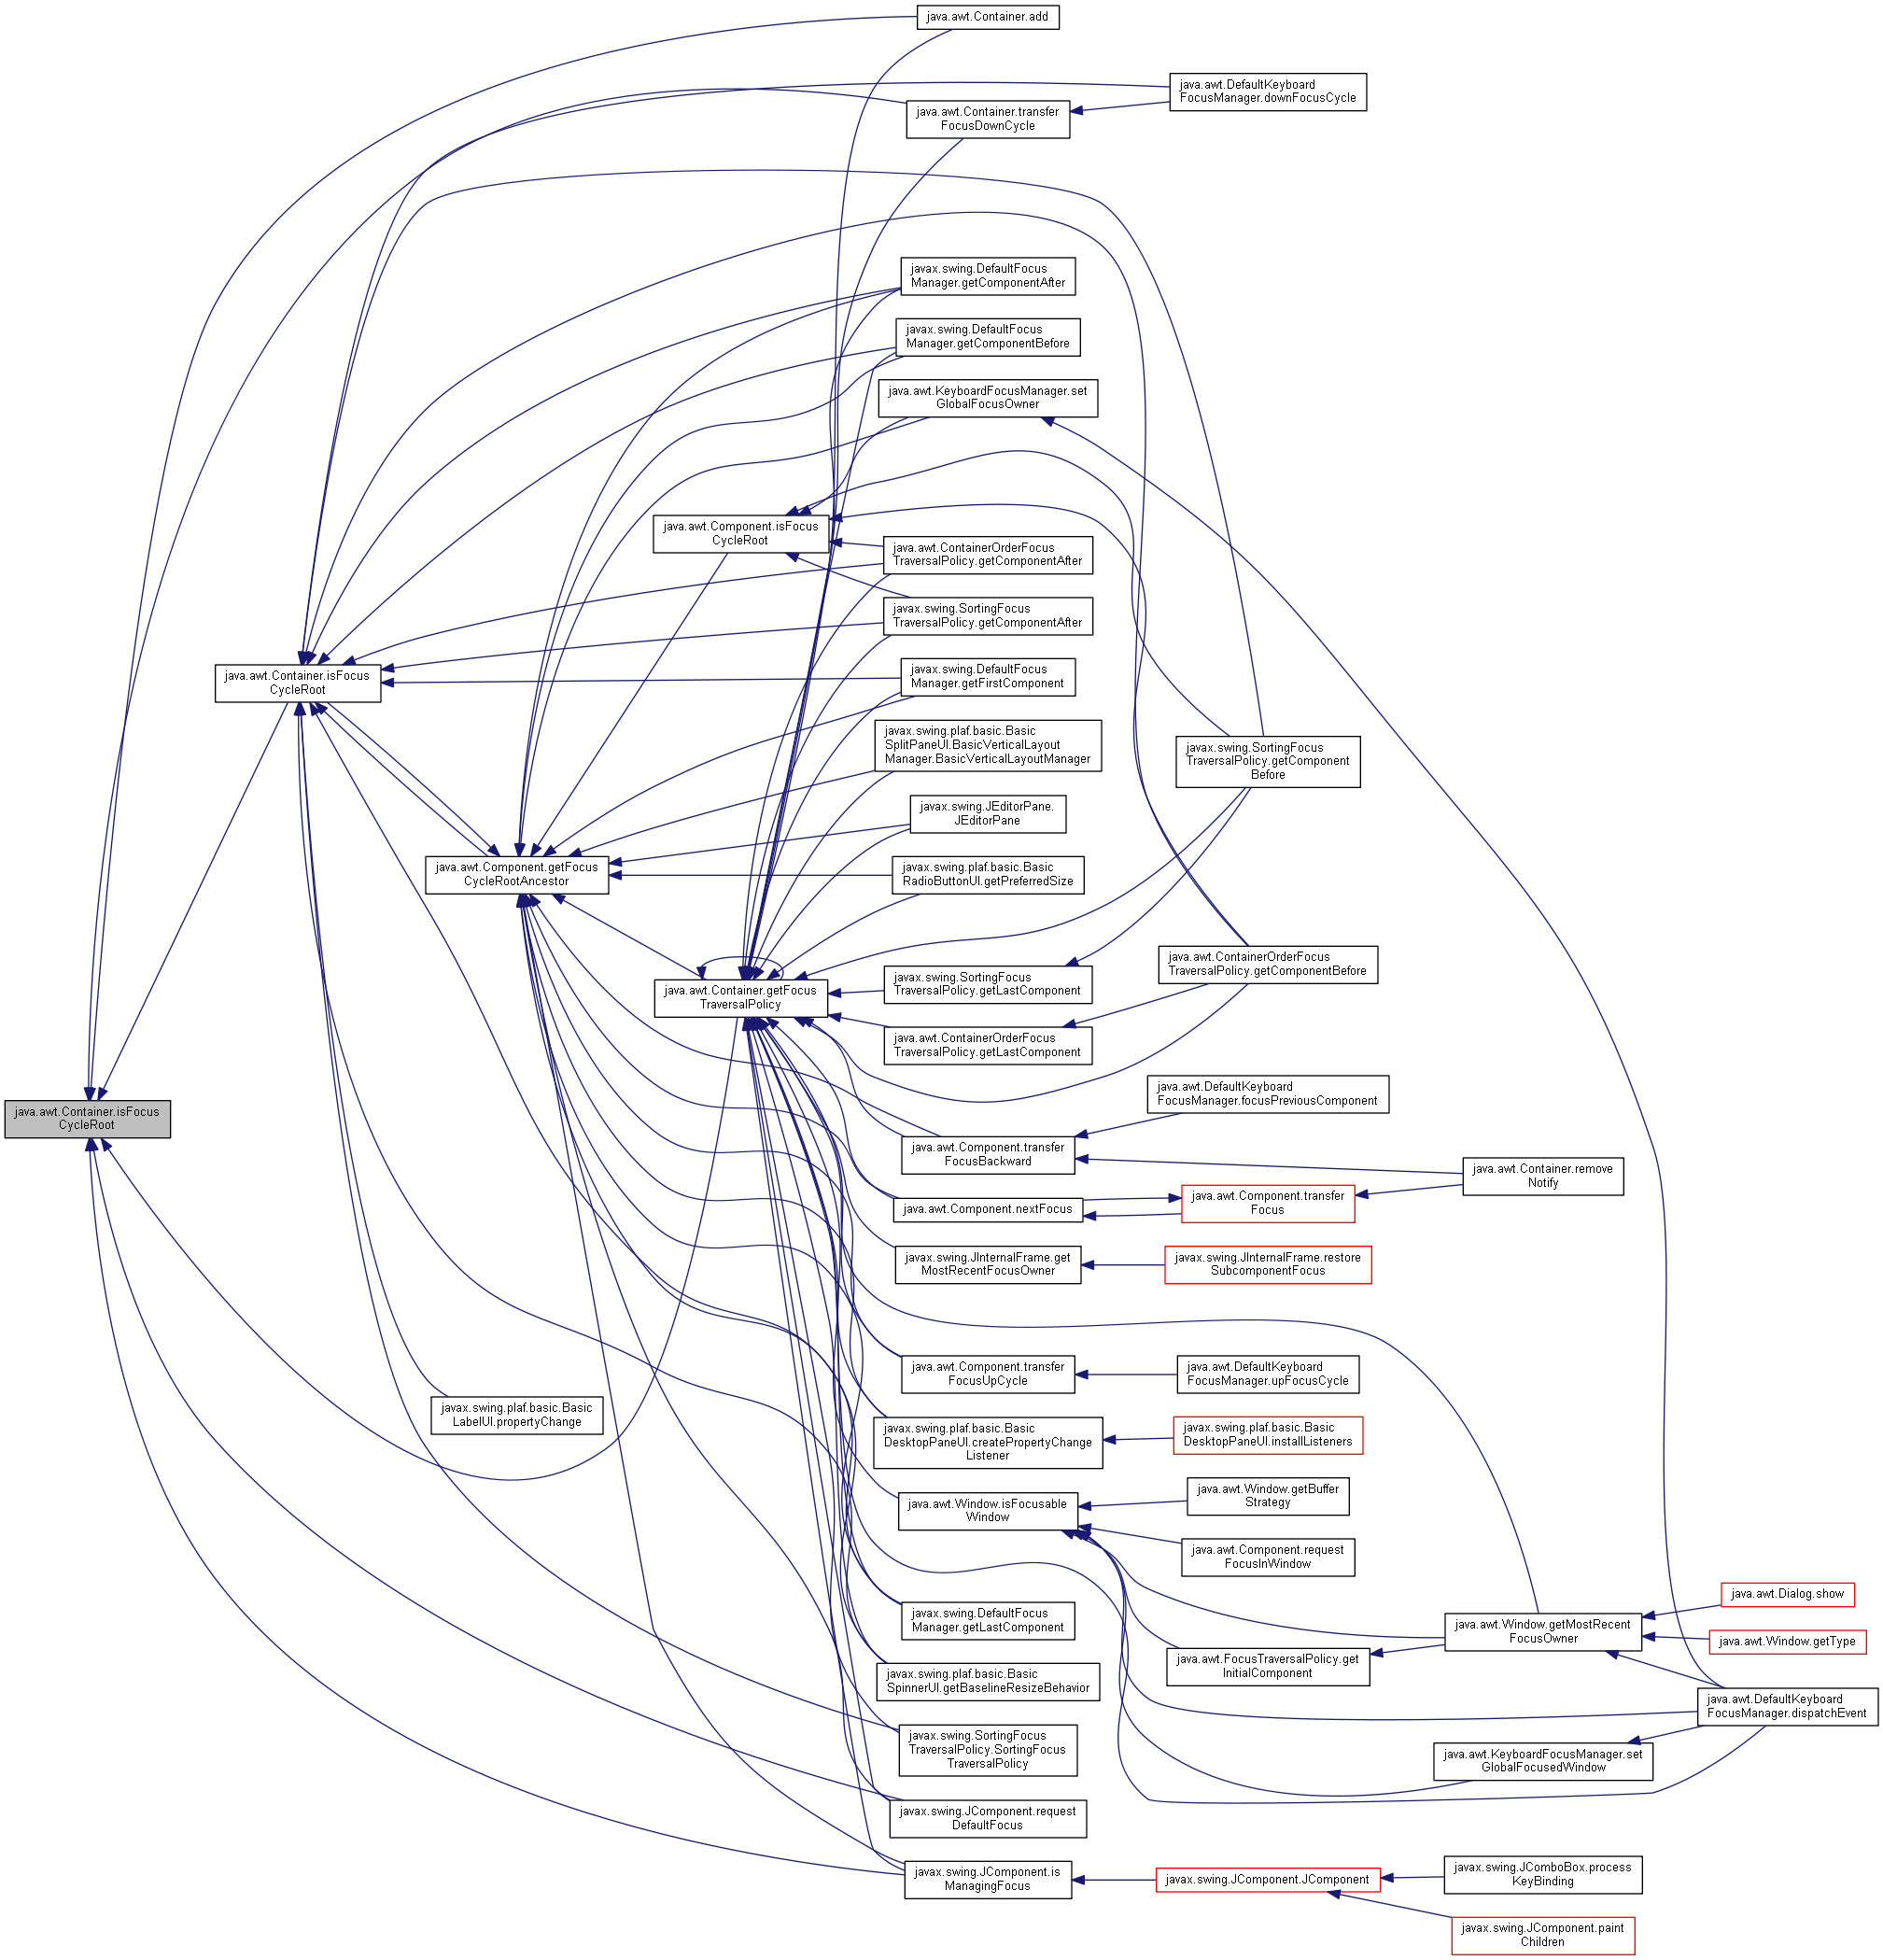 java.awt.Container.add
java.awt.DefaultKeyboard
FocusManager.downFocusCycle
java.awt.Container.transfer
FocusDownCycle
javax.swing.DefaultFocus
Manager.getComponentAfter
javax.swing.DefaultFocus
Manager.getComponentBefore
java.awt.KeyboardFocusManager.set
GlobalFocusOwner
java.awt.Component.isFocus
CycleRoot
java.awt.ContainerOrderFocus
TraversalPolicy.getComponentAfter
javax.swing.SortingFocus
TraversalPolicy.getComponentAfter
java.awt.Container.isFocus
CycleRoot
javax.swing.DefaultFocus
Manager.getFirstComponent
javax.swing.plaf.basic.Basic
SplitPaneUI.BasicVerticalLayout
Manager.BasicVerticalLayoutManager
javax.swing.SortingFocus
TraversalPolicy.getComponent
Before
javax.swing.JEditorPane.
JEditorPane
java.awt.Component.getFocus
CycleRootAncestor
javax.swing.plaf.basic.Basic
RadioButtonUI.getPreferredSize
java.awt.ContainerOrderFocus
TraversalPolicy.getComponentBefore
javax.swing.SortingFocus
TraversalPolicy.getLastComponent
java.awt.Container.getFocus
TraversalPolicy
java.awt.ContainerOrderFocus
TraversalPolicy.getLastComponent
java.awt.DefaultKeyboard
FocusManager.focusPreviousComponent
java.awt.Container.isFocus
CycleRoot
java.awt.Component.transfer
FocusBackward
java.awt.Container.remove
Notify
java.awt.Component.nextFocus
java.awt.Component.transfer
Focus
javax.swing.JInternalFrame.get
MostRecentFocusOwner
javax.swing.JInternalFrame.restore
SubcomponentFocus
java.awt.Component.transfer
FocusUpCycle
java.awt.DefaultKeyboard
FocusManager.upFocusCycle
javax.swing.plaf.basic.Basic
LabelUI.propertyChange
javax.swing.plaf.basic.Basic
DesktopPaneUI.createPropertyChange
Listener
javax.swing.plaf.basic.Basic
DesktopPaneUI.installListeners
java.awt.Window.isFocusable
Window
java.awt.Window.getBuffer
Strategy
java.awt.Component.request
FocusInWindow
java.awt.Dialog.show
javax.swing.DefaultFocus
Manager.getLastComponent
java.awt.Window.getMostRecent
FocusOwner
java.awt.Window.getType
java.awt.FocusTraversalPolicy.get
InitialComponent
javax.swing.plaf.basic.Basic
SpinnerUI.getBaselineResizeBehavior
java.awt.DefaultKeyboard
FocusManager.dispatchEvent
javax.swing.SortingFocus
TraversalPolicy.SortingFocus
TraversalPolicy
java.awt.KeyboardFocusManager.set
GlobalFocusedWindow
javax.swing.JComponent.request
DefaultFocus
javax.swing.JComponent.is
ManagingFocus
javax.swing.JComponent.JComponent
javax.swing.JComboBox.process
KeyBinding
javax.swing.JComponent.paint
Children